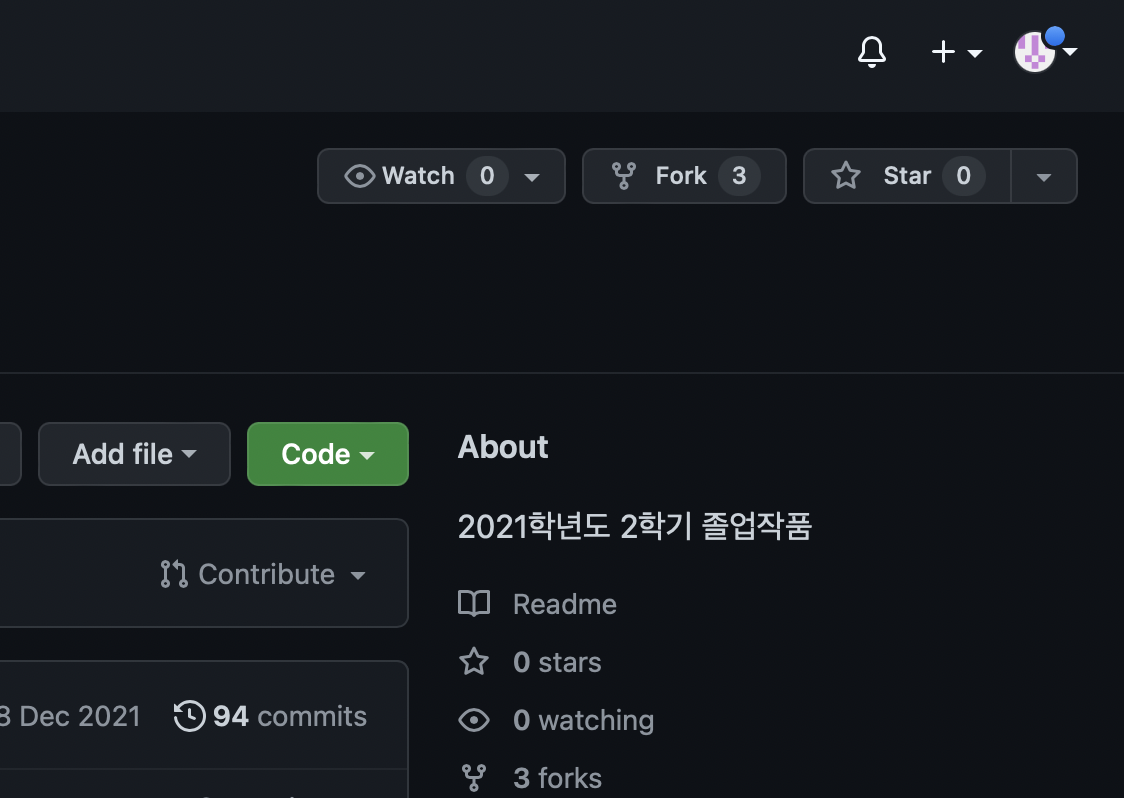 Watch 0
Fork 3
Star 0
Add file
Code
About
2021학년도 2학기 졸업작품
Contribute
Readme
0 stars
8 Dec 2021
94 commits
0 watching
3 forks